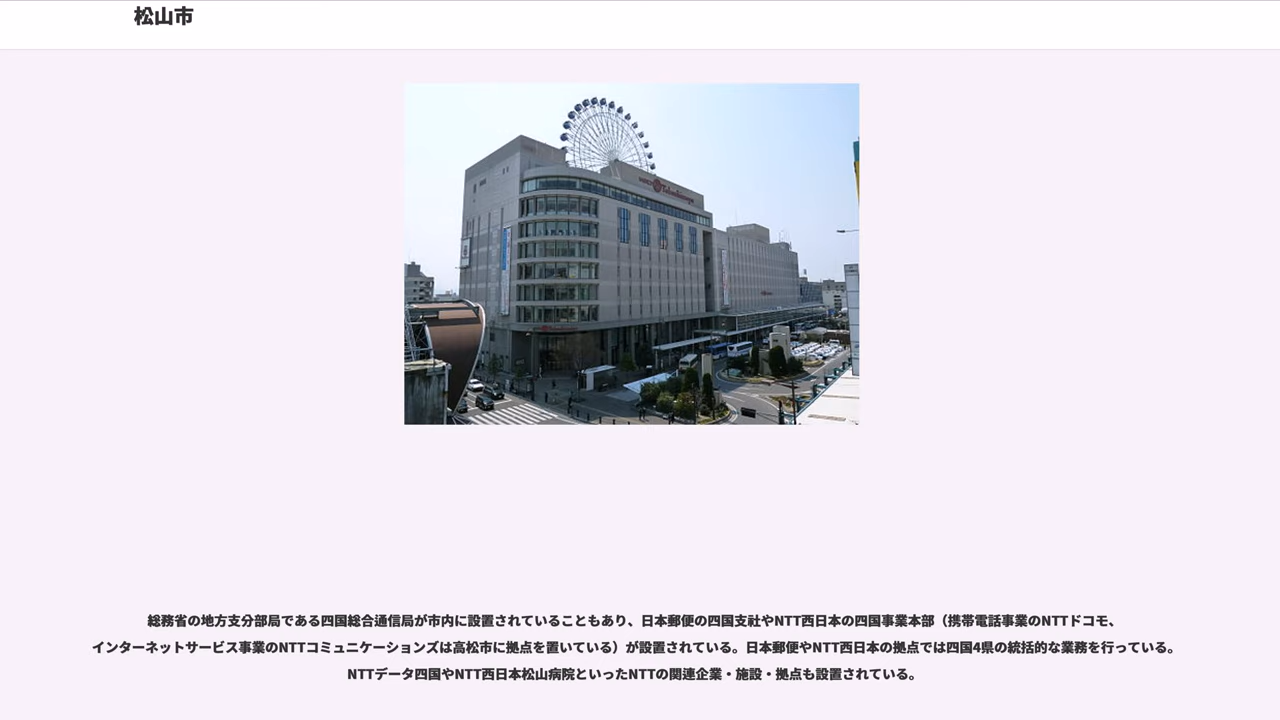 松山市
Takashimaya
総務省の地方支分部局である四国総合通信局が市内に設置されていることもあり、日本郵便の四国支社やNTT西日本の四国事業本部（携帯電話事業のNTTドコモ、
インターネットサービス事業のNTTコミュニケーションズは高松市に拠点を置いている）が設置されている。日本郵便やNTT西日本の拠点では四国4県の統括的な業務を行っている。
NTTデータ四国やNTT西日本松山病院といったNTTの関連企業・施設・拠点も設置されている。